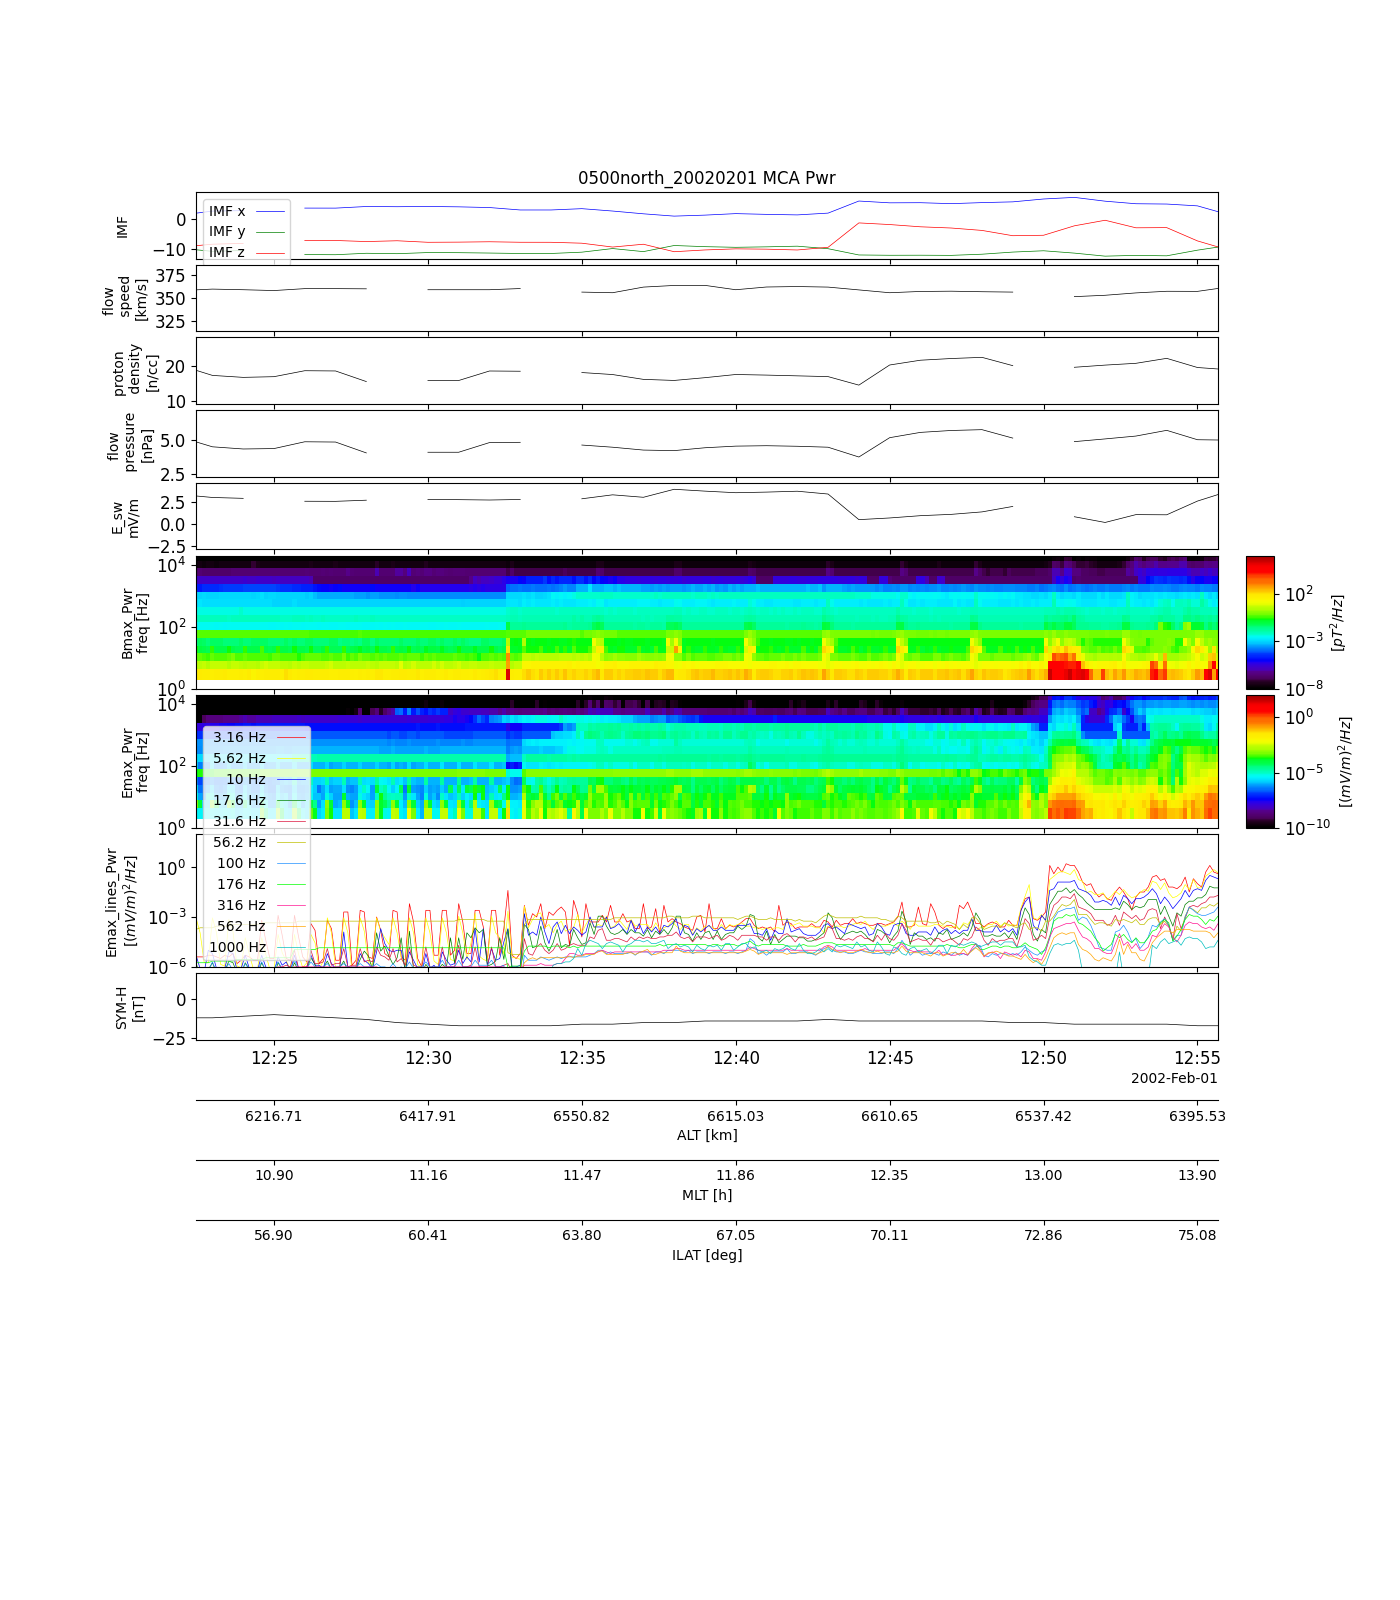 0500north_20020201 MCA Pwr
IMF
0
−10
IMF x
IMF y
IMF z
flow
speed
[km/s]
375
350
325
proton
density
[n/cc]
20
10
flow
pressure
[nPa]
5.0
2.5
E_sw
mV/m
2.5
0.0
−2.5
Bmax_Pwr
freq [Hz]
10^4
10^2
10^0
10^2
10^−3
10^−8
[pT^2/Hz]
Emax_Pwr
freq [Hz]
10^4
10^2
10^0
10^0
10^−5
10^−10
[(mV/m)^2/Hz]
3.16 Hz
5.62 Hz
10 Hz
17.6 Hz
31.6 Hz
56.2 Hz
100 Hz
176 Hz
316 Hz
562 Hz
1000 Hz
Emax_lines_Pwr
[(mV/m)^2/Hz]
10^0
10^−3
10^−6
SYM-H
[nT]
0
−25
12:25 12:30 12:35 12:40 12:45 12:50 12:55
2002-Feb-01
6216.71 6417.91 6550.82 6615.03 6610.65 6537.42 6395.53
ALT [km]
10.90 11.16 11.47 11.86 12.35 13.00 13.90
MLT [h]
56.90 60.41 63.80 67.05 70.11 72.86 75.08
ILAT [deg]